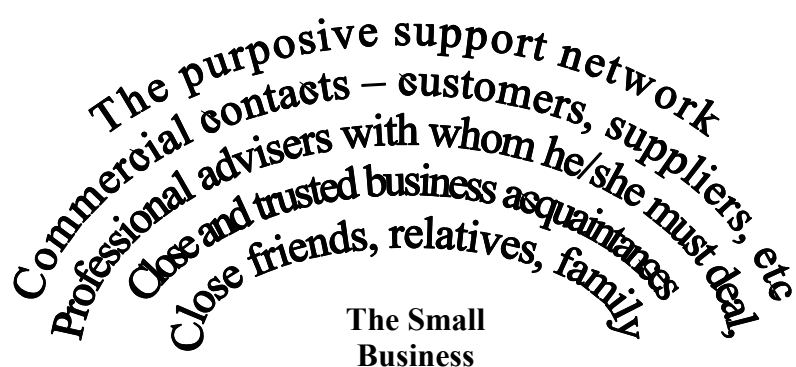 The purposive support network
Commercial contacts – customers, suppliers, etc
Professional advisers with whom he/she must deal,
Close and trusted business acquaintances
Close friends, relatives, family
The Small
Business